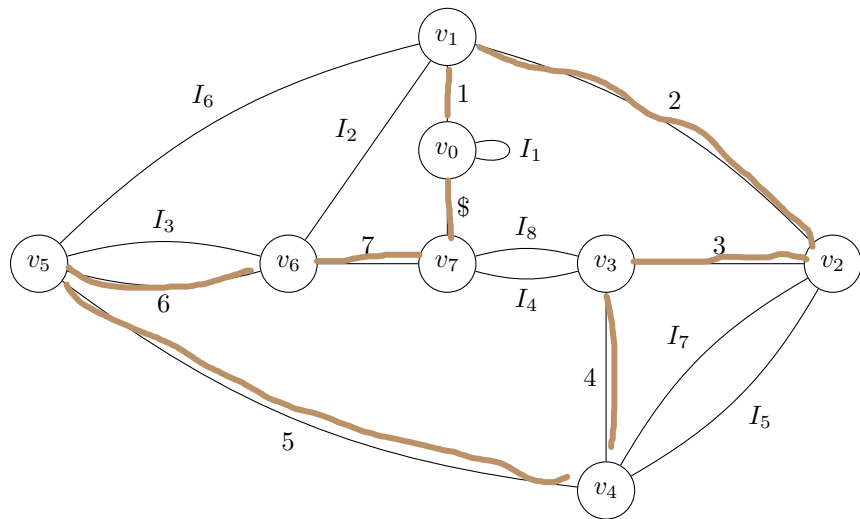 v₁
I₆
1
2
I₂
v₀
I₁
$
I₃
7
I₈
3
v₅
v₆
v₇
v₃
v₂
6
I₄
I₇
4
I₅
5
v₄